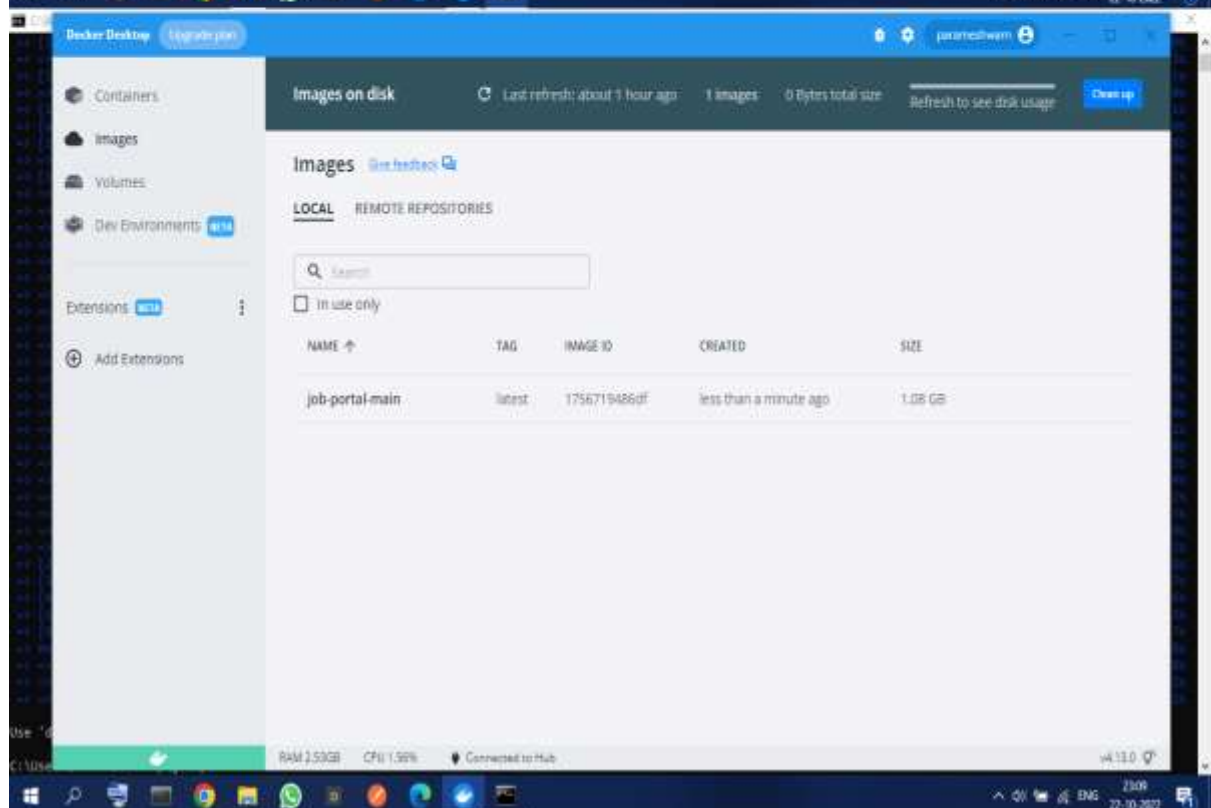 Docker Desktop Upgrade plan
Containers
Images
Volumes
Dev Environments BETA
Extensions BETA
Add Extensions
Images on disk Last refresh: about 1 hour ago 1 images 0 Bytes total size Refresh to see disk usage Clean up
Images Give feedback
LOCAL REMOTE REPOSITORIES
Search
In use only
NAME TAG IMAGE ID CREATED SIZE
job-portal-main latest 1756719486df less than a minute ago 1.08 GB
Use 'd
C:\Use
RAM 2.53GB CPU 1.56% Connected to Hub v4.13.0
ENG 23:09